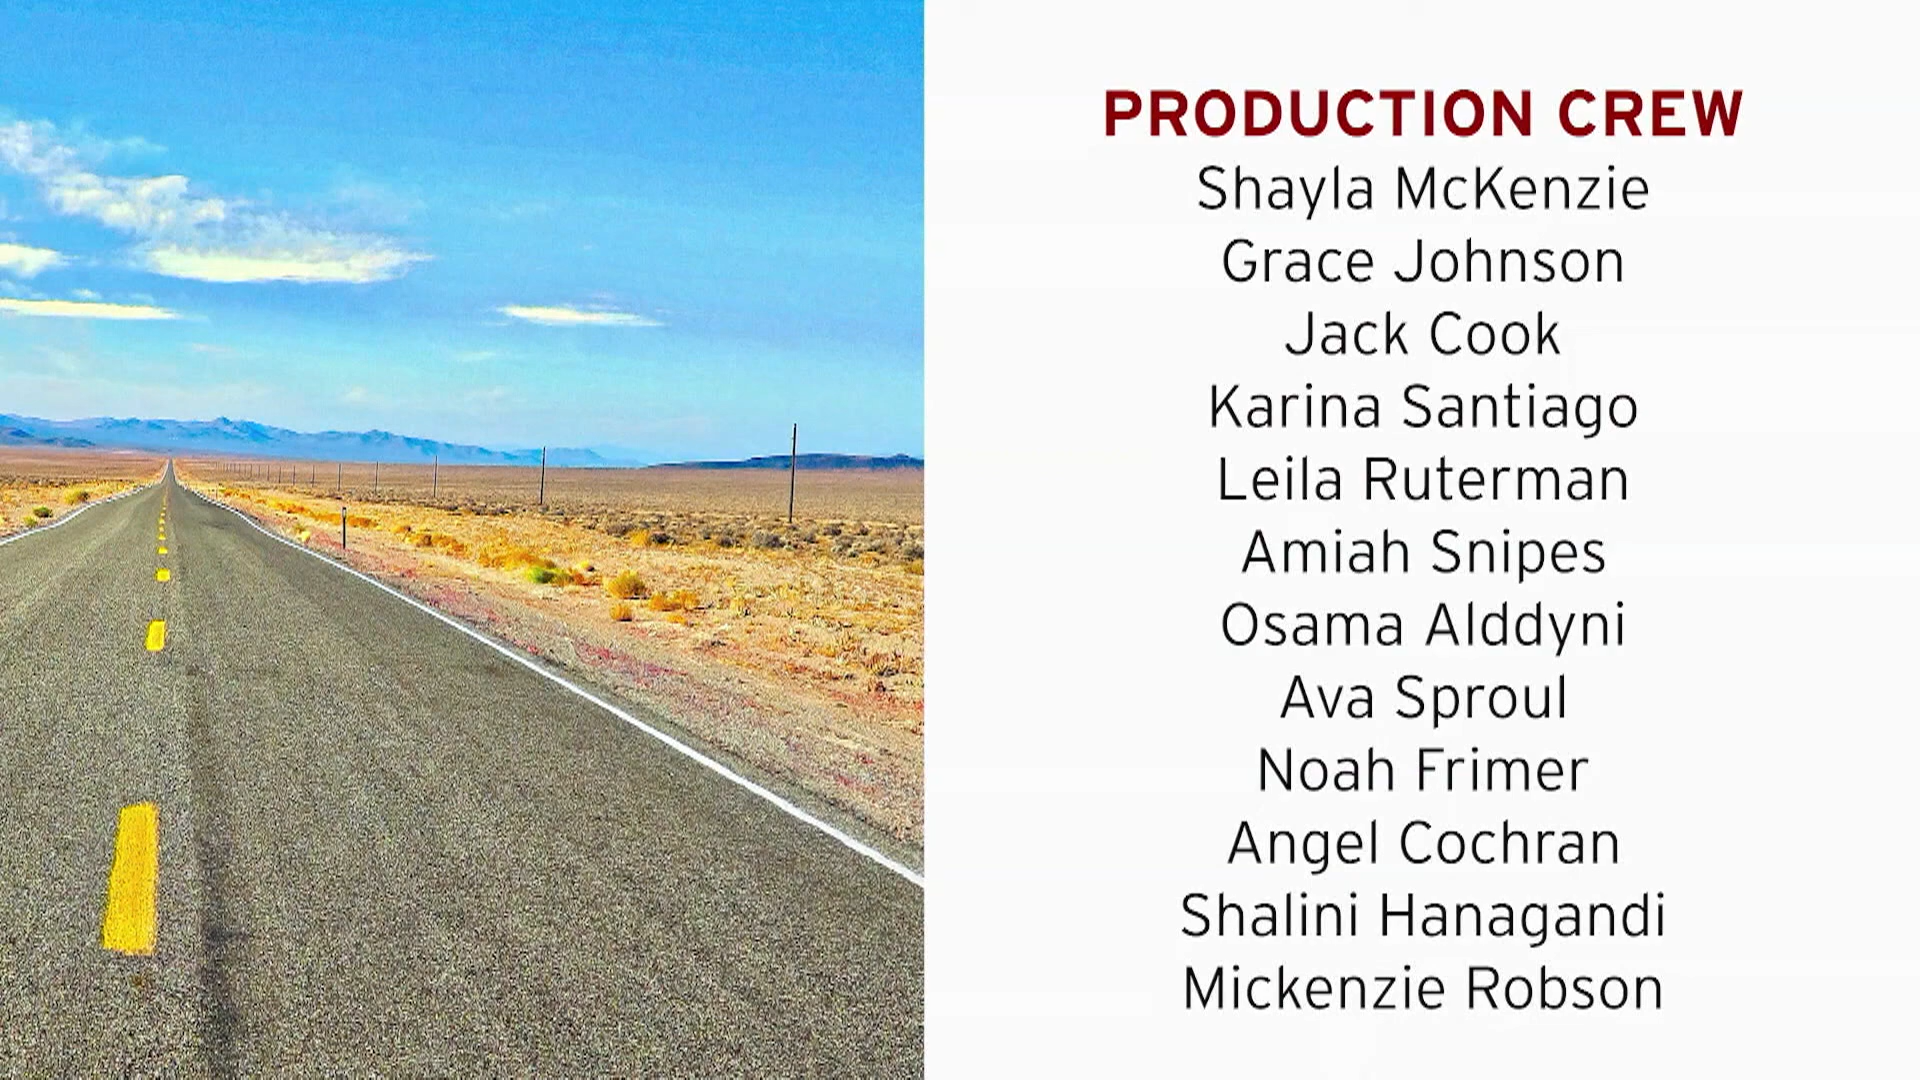 PRODUCTION CREW
Shayla McKenzie
Grace Johnson
Jack Cook
Karina Santiago
Leila Ruterman
Amiah Snipes
Osama Alddyni
Ava Sproul
Noah Frimer
Angel Cochran
Shalini Hanagandi
Mickenzie Robson